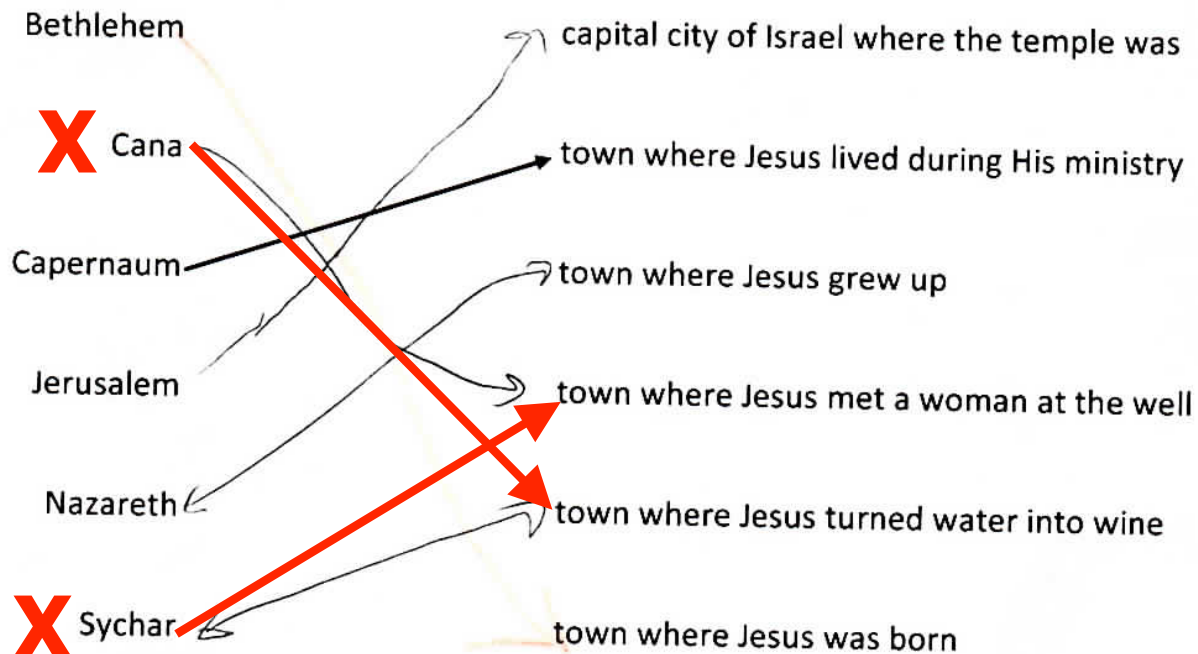 Bethlehem
capital city of Israel where the temple was
X Cana
town where Jesus lived during His ministry
Capernaum
town where Jesus grew up
Jerusalem
town where Jesus met a woman at the well
Nazareth
town where Jesus turned water into wine
X Sychar
town where Jesus was born